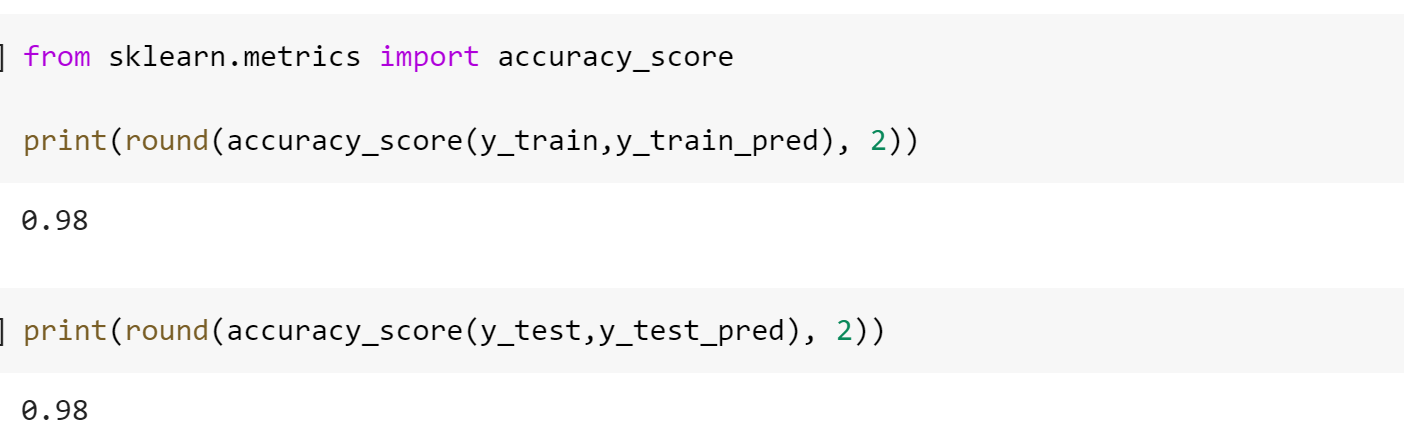 ] from sklearn.metrics import accuracy_score
print(round(accuracy_score(y_train,y_train_pred), 2))
0.98
] print(round(accuracy_score(y_test,y_test_pred), 2))
0.98